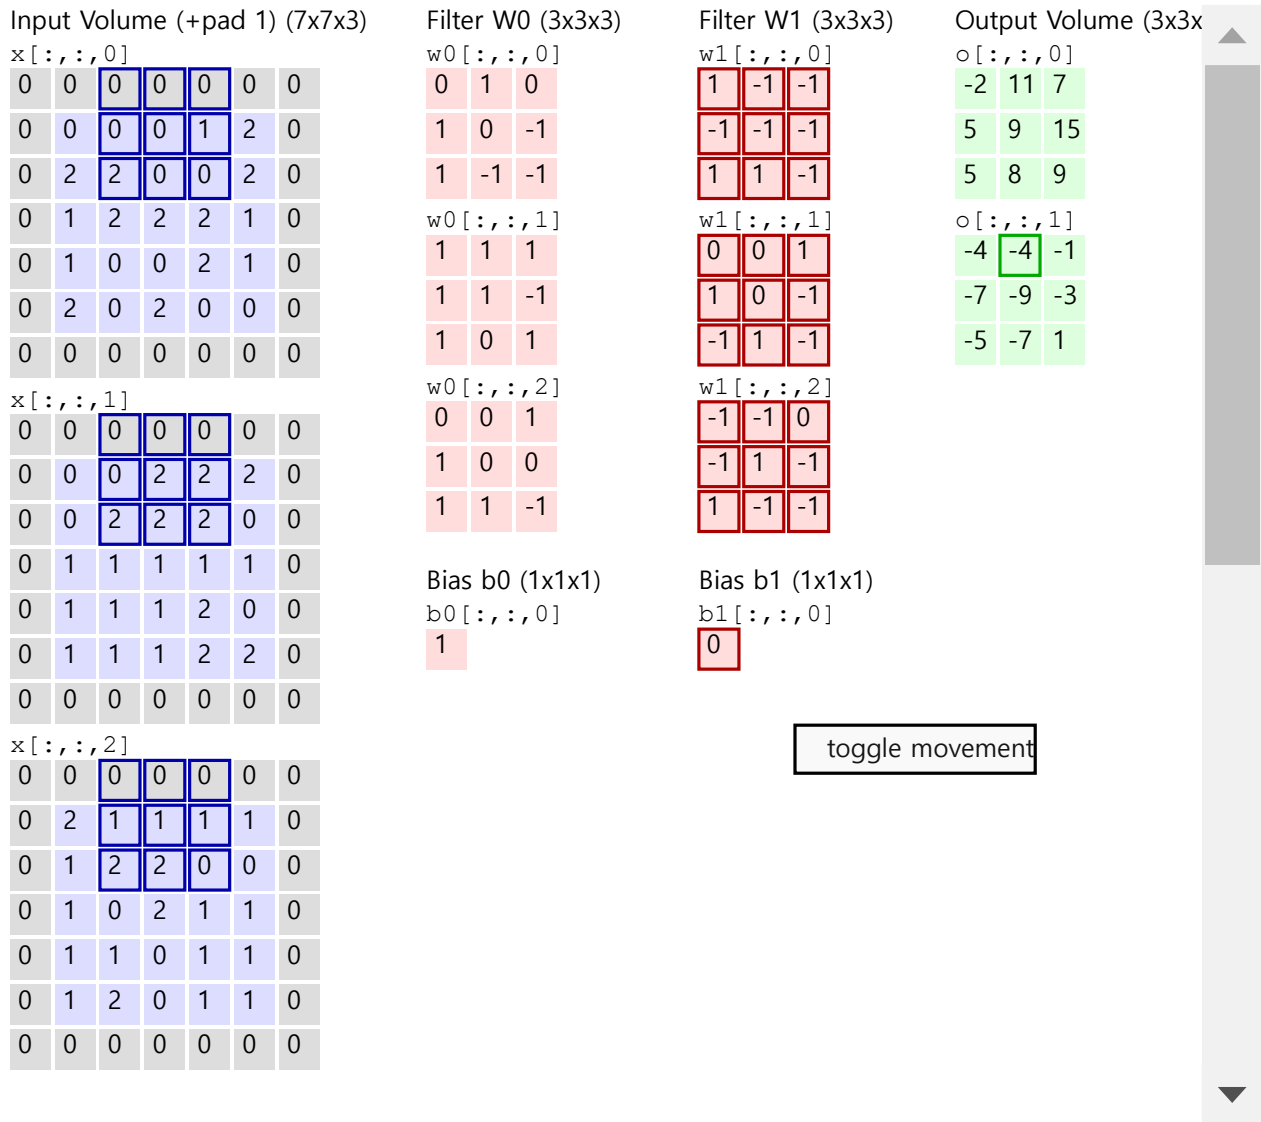 Input Volume (+pad 1) (7x7x3)
x[:,:,0]
0 0 0 0 0 0 0
0 0 0 0 1 2 0
0 2 2 0 0 2 0
0 1 2 2 2 1 0
0 1 0 0 2 1 0
0 2 0 2 0 0 0
0 0 0 0 0 0 0
x[:,:,1]
0 0 0 0 0 0 0
0 0 0 2 2 2 0
0 0 2 2 2 0 0
0 1 1 1 1 1 0
0 1 1 1 2 0 0
0 1 1 1 2 2 0
0 0 0 0 0 0 0
x[:,:,2]
0 0 0 0 0 0 0
0 2 1 1 1 1 0
0 1 2 2 0 0 0
0 1 0 2 1 1 0
0 1 1 0 1 1 0
0 1 2 0 1 1 0
0 0 0 0 0 0 0
Filter W0 (3x3x3)
w0[:,:,0]
0 1 0
1 0 -1
1 -1 -1
w0[:,:,1]
1 1 1
1 1 -1
1 0 1
w0[:,:,2]
0 0 1
1 0 0
1 1 -1
Bias b0 (1x1x1)
b0[:,:,0]
1
Filter W1 (3x3x3)
w1[:,:,0]
1 -1 -1
-1 -1 -1
1 1 -1
w1[:,:,1]
0 0 1
1 0 -1
-1 1 -1
w1[:,:,2]
-1 -1 0
-1 1 -1
1 -1 -1
Bias b1 (1x1x1)
b1[:,:,0]
0
Output Volume (3x3x
o[:,:,0]
-2 11 7
5 9 15
5 8 9
o[:,:,1]
-4 -4 -1
-7 -9 -3
-5 -7 1
toggle movement